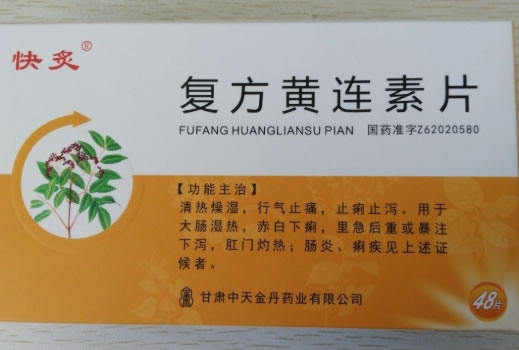 快炙®
复方黄连素片
FUFANG HUANGLIANSU PIAN 国药准字Z62020580
【功能主治】
清热燥湿，行气止痛，止痢止泻。用于
大肠湿热，赤白下痢，里急后重或暴注
下泻，肛门灼热；肠炎、痢疾见上述证
候者。
甘肃中天金丹药业有限公司
48片